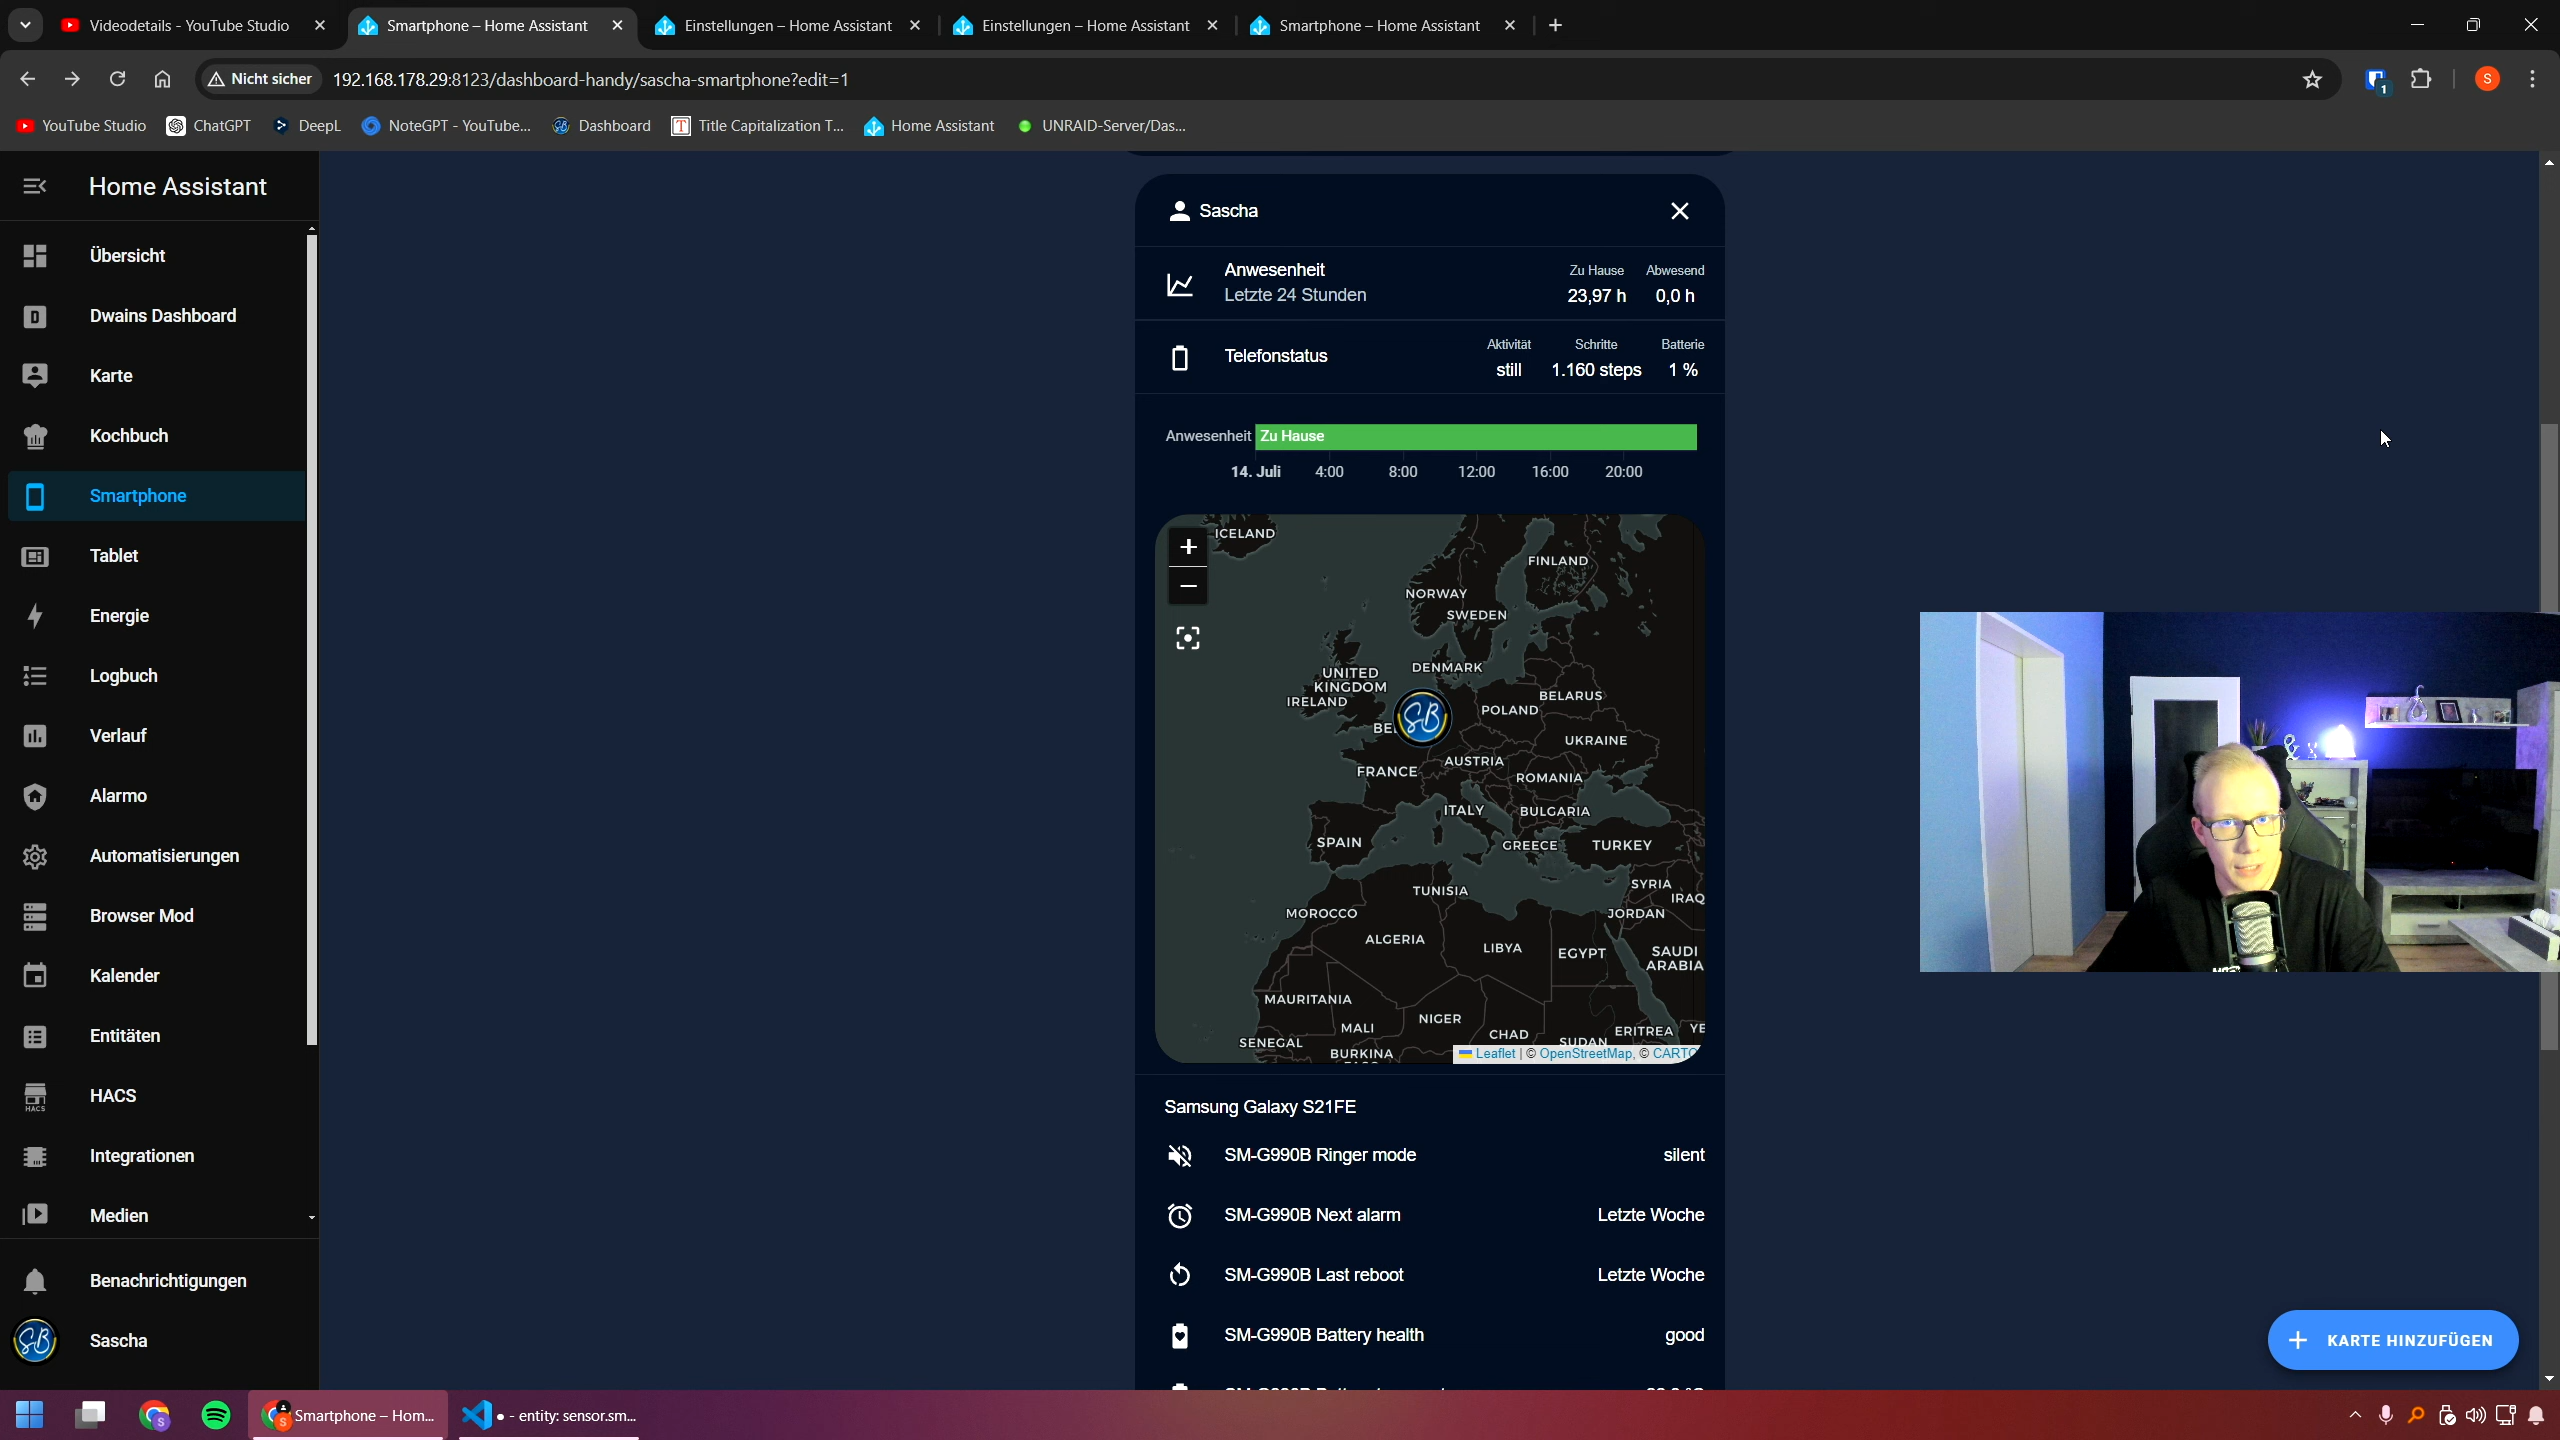 Videodetails - YouTube Studio
Smartphone – Home Assistant
Einstellungen – Home Assistant
Einstellungen – Home Assistant
Smartphone – Home Assistant
Nicht sicher
192.168.178.29:8123/dashboard-handy/sascha-smartphone?edit=1
S
1
YouTube Studio
ChatGPT
DeepL
NoteGPT - YouTube...
Dashboard
Title Capitalization T...
Home Assistant
UNRAID-Server/Das...
Home Assistant
Übersicht
Dwains Dashboard
Karte
Kochbuch
Smartphone
Tablet
Energie
Logbuch
Verlauf
Alarmo
Automatisierungen
Browser Mod
Kalender
Entitäten
HACS
HACS
Integrationen
Medien
Benachrichtigungen
SB
Sascha
Sascha
Anwesenheit
Letzte 24 Stunden
Zu Hause
23,97 h
Abwesend
0,0 h
Telefonstatus
Aktivität
still
Schritte
1.160 steps
Batterie
1 %
Anwesenheit
Zu Hause
14. Juli 4:00 8:00 12:00 16:00 20:00
+
−
ICELAND
FINLAND
NORWAY
SWEDEN
DENMARK
UNITED
KINGDOM
IRELAND
BELARUS
POLAND
SB
BE
UKRAINE
AUSTRIA
FRANCE
ROMANIA
ITALY
BULGARIA
SPAIN
GREECE
TURKEY
SYRIA
TUNISIA
IRAQ
MOROCCO
JORDAN
ALGERIA
LIBYA
EGYPT
SAUDI
ARABIA
MAURITANIA
NIGER
MALI
CHAD
SUDAN
ERITREA
YE
SENEGAL
BURKINA
Leaflet | © OpenStreetMap, © CARTO
Samsung Galaxy S21FE
SM-G990B Ringer mode silent
SM-G990B Next alarm Letzte Woche
SM-G990B Last reboot Letzte Woche
SM-G990B Battery health good
KARTE HINZUFÜGEN
Smartphone – Hom...
● - entity: sensor.sm...